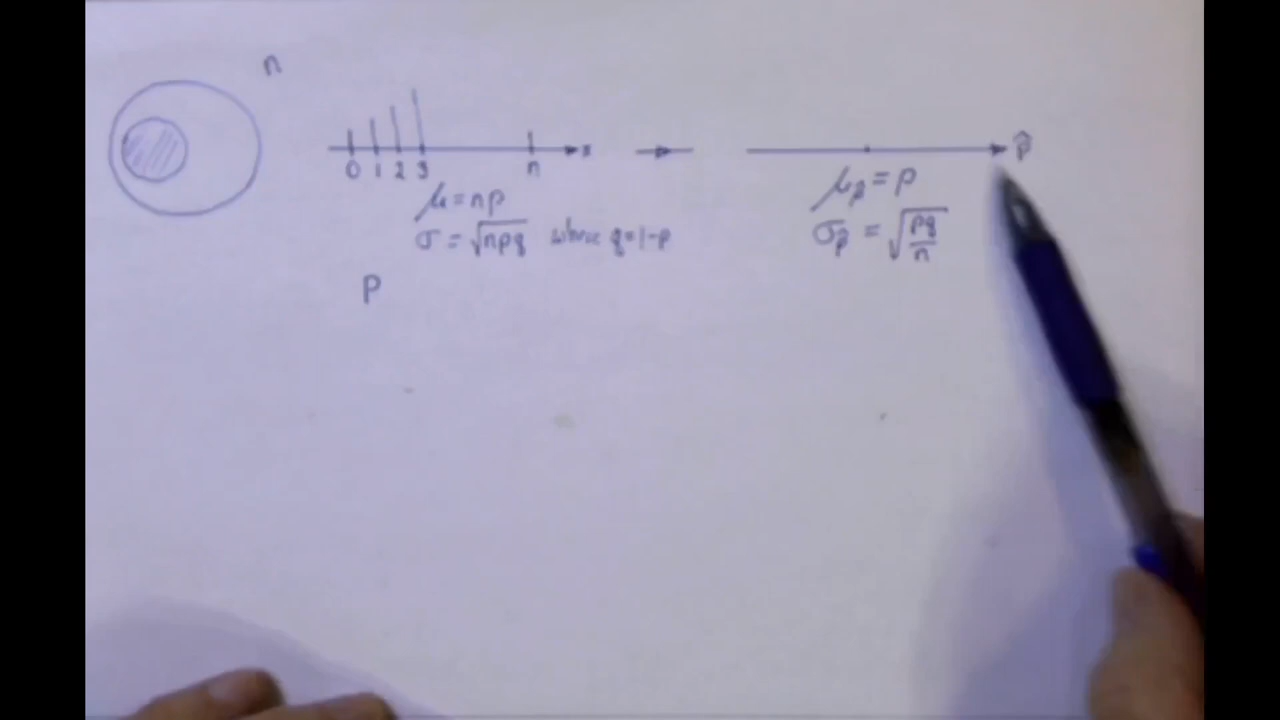 n
0 1 2 3 n x
p̂
μ = np
σ = √npq where q=1-p
μp̂ = p
σp̂ = √pq/n
P